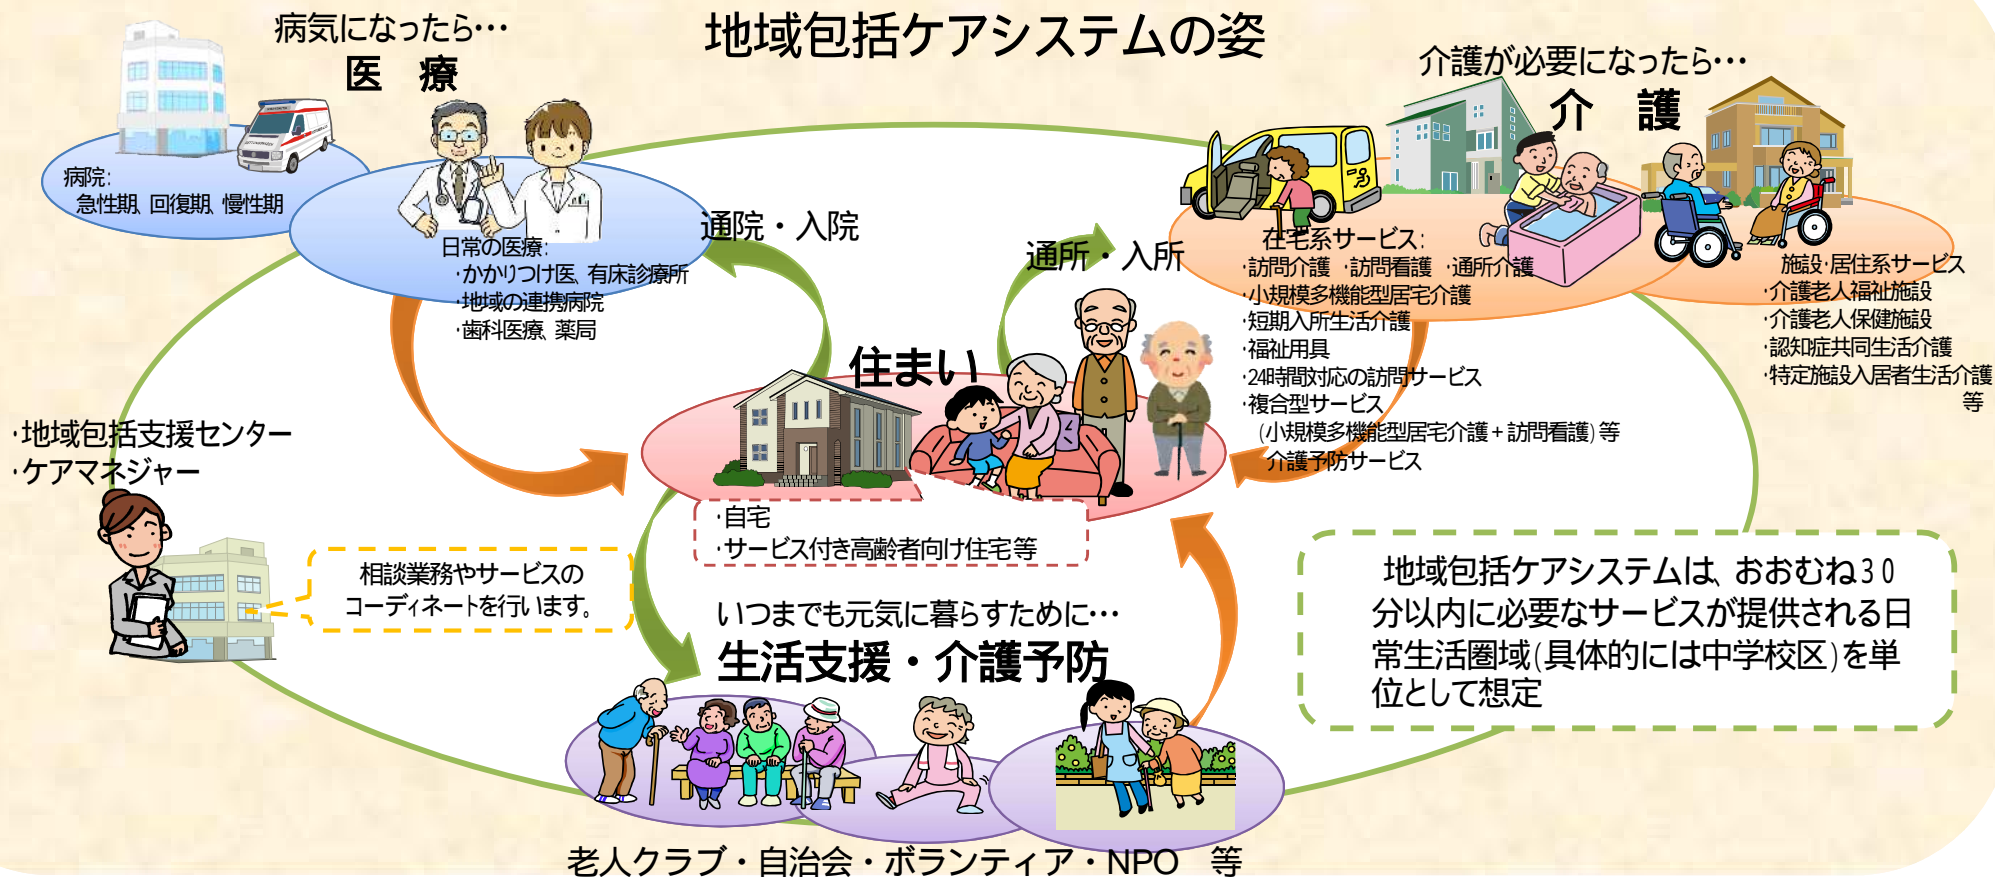 地域包括ケアシステムの姿
病気になったら･･･
医　療
病院:
急性期、回復期、慢性期
日常の医療:
・かかりつけ医、有床診療所
・地域の連携病院
・歯科医療、薬局
通院・入院
通所・入所
介護が必要になったら･･･
介　護
在宅系サービス:
・訪問介護　・訪問看護　・通所介護
・小規模多機能型居宅介護
・短期入所生活介護
・福祉用具
・24時間対応の訪問サービス
・複合型サービス
(小規模多機能型居宅介護+訪問看護)等
介護予防サービス
施設・居住系サービス
・介護老人福祉施設
・介護老人保健施設
・認知症共同生活介護
・特定施設入居者生活介護
等
住まい
・自宅
・サービス付き高齢者向け住宅等
・地域包括支援センター
・ケアマネジャー
相談業務やサービスの
コーディネートを行います。
いつまでも元気に暮らすために･･･
生活支援・介護予防
老人クラブ・自治会・ボランティア・NPO　等
地域包括ケアシステムは、おおむね30
分以内に必要なサービスが提供される日
常生活圏域(具体的には中学校区)を単
位として想定